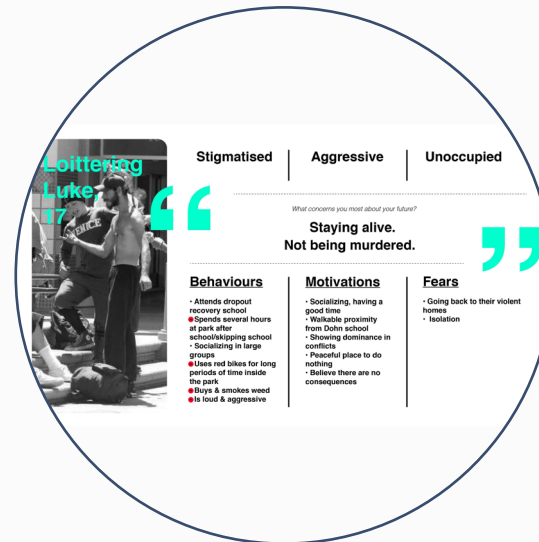 Loittering
Luke,
17
“
Stigmatised
Aggressive
Unoccupied
What concerns you most about your future?
Staying alive.
Not being murdered.
”
Behaviours
• Attends dropout
recovery school
Spends several hours
at park after
school/skipping school
• Socializing in large
groups
Uses red bikes for long
periods of time inside
the park
Buys & smokes weed
Is loud & aggressive
Motivations
• Socializing, having a
good time
• Walkable proximity
from Dohn school
• Showing dominance in
conflicts
• Peaceful place to do
nothing
• Believe there are no
consequences
Fears
• Going back to their violent
homes
• Isolation
VENICE